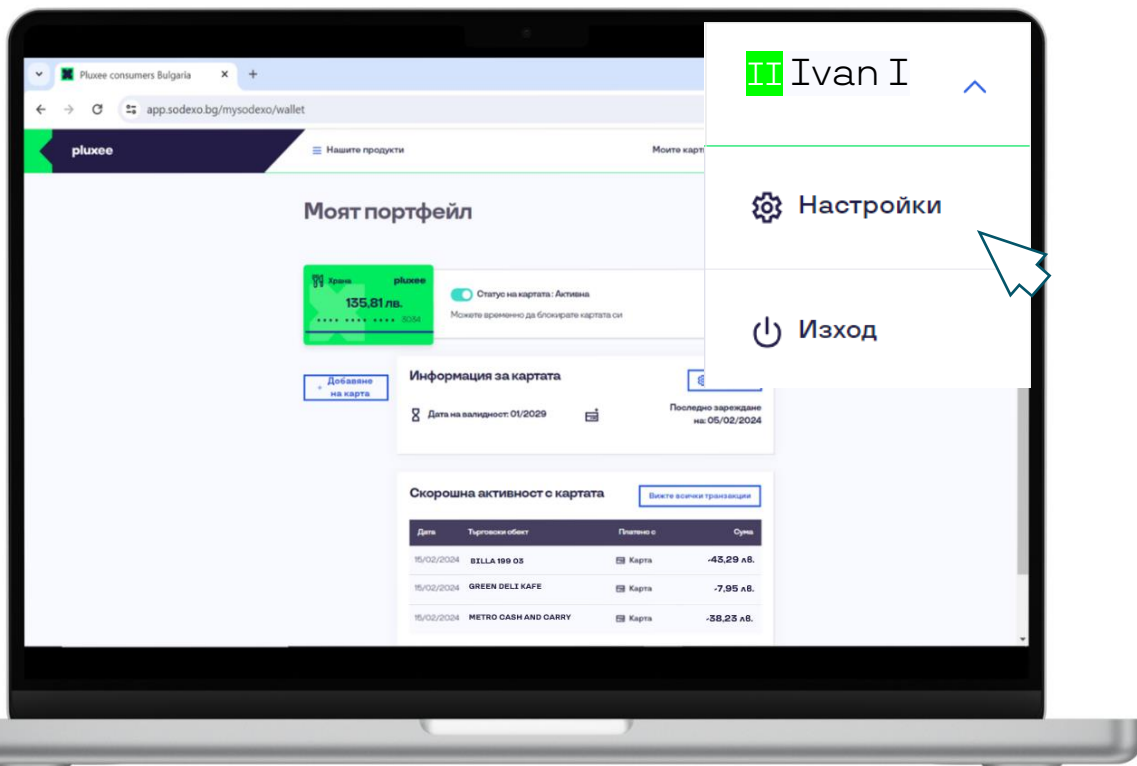 Pluxee consumers Bulgaria
app.sodexo.bg/mysodexo/wallet
pluxee
Нашите продукти
Моите
II Ivan I
Настройки
Изход
Моят портфейл
Храна pluxee
135,81 лв.
•••• •••• •••• 8034
Статус на картата: Активна
Можете временно да блокирате картата си
+ Добавяне
на карта
Информация за картата
Дата на валидност: 01/2029
Последно зареждане
на: 05/02/2024
Скорошна активност с картата
Вижте всички транзакции
Дата Търговски обект Платено с Сума
15/02/2024 BILLA 199 03 Карта -43,29 лв.
15/02/2024 GREEN DELI KAFE Карта -7,95 лв.
15/02/2024 METRO CASH AND CARRY Карта -38,23 лв.